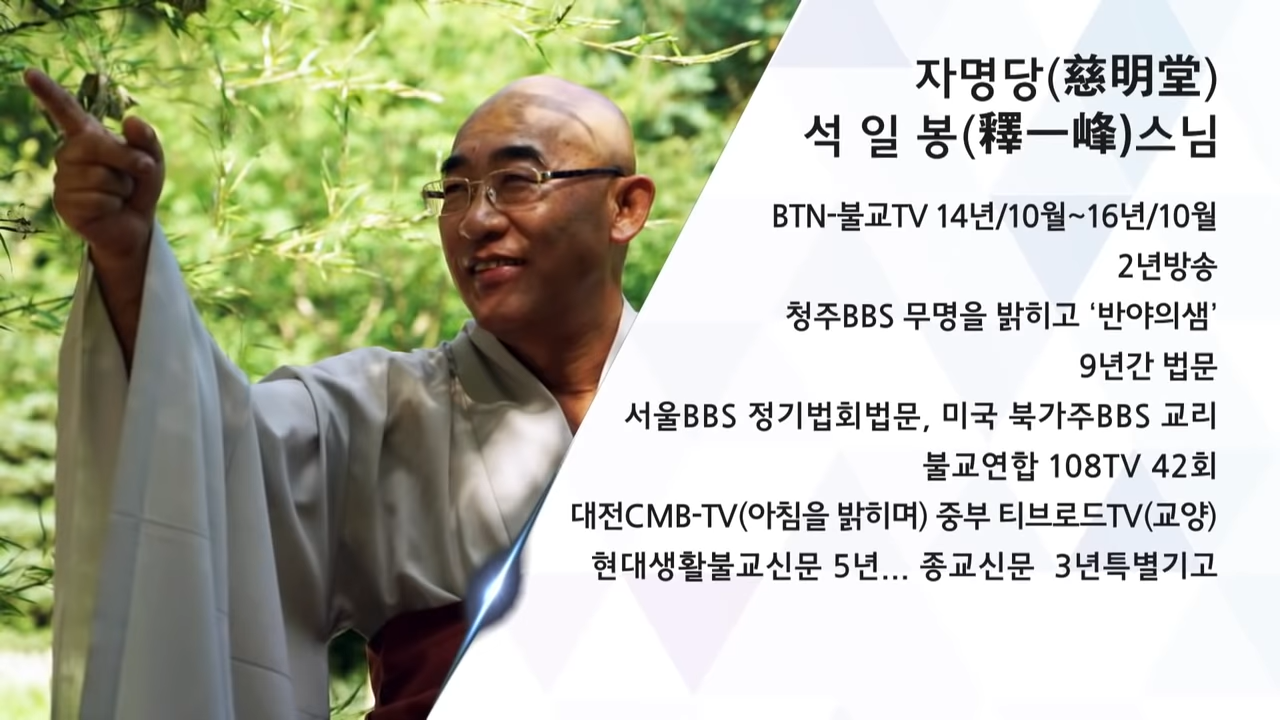 자명당(慈明堂)
석 일 봉(釋一峰)스님
BTN-불교TV 14년/10월~16년/10월
2년방송
청주BBS 무명을 밝히고 ‘반야의샘’
9년간 법문
서울BBS 정기법회법문, 미국 북가주BBS 교리
불교연합 108TV 42회
대전CMB-TV(아침을 밝히며) 중부 티브로드TV(교양)
현대생활불교신문 5년... 종교신문 3년특별기고